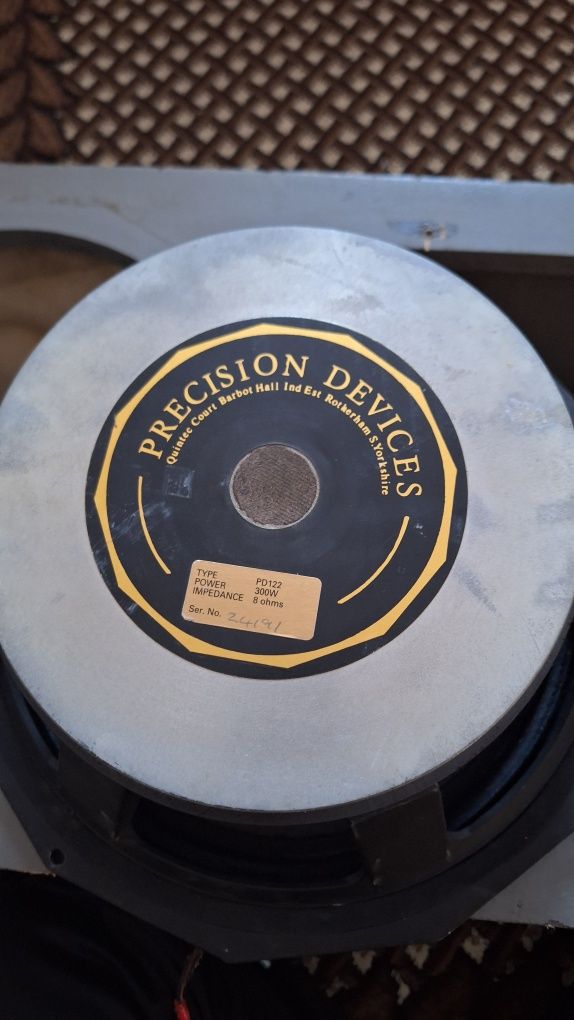 PRECISION DEVICES
Quintec Court Barbot Hall Ind Est Rotherham S.Yorkshire
TYPE PD122
POWER 300W
IMPEDANCE 8 ohms
Ser. No. 24191